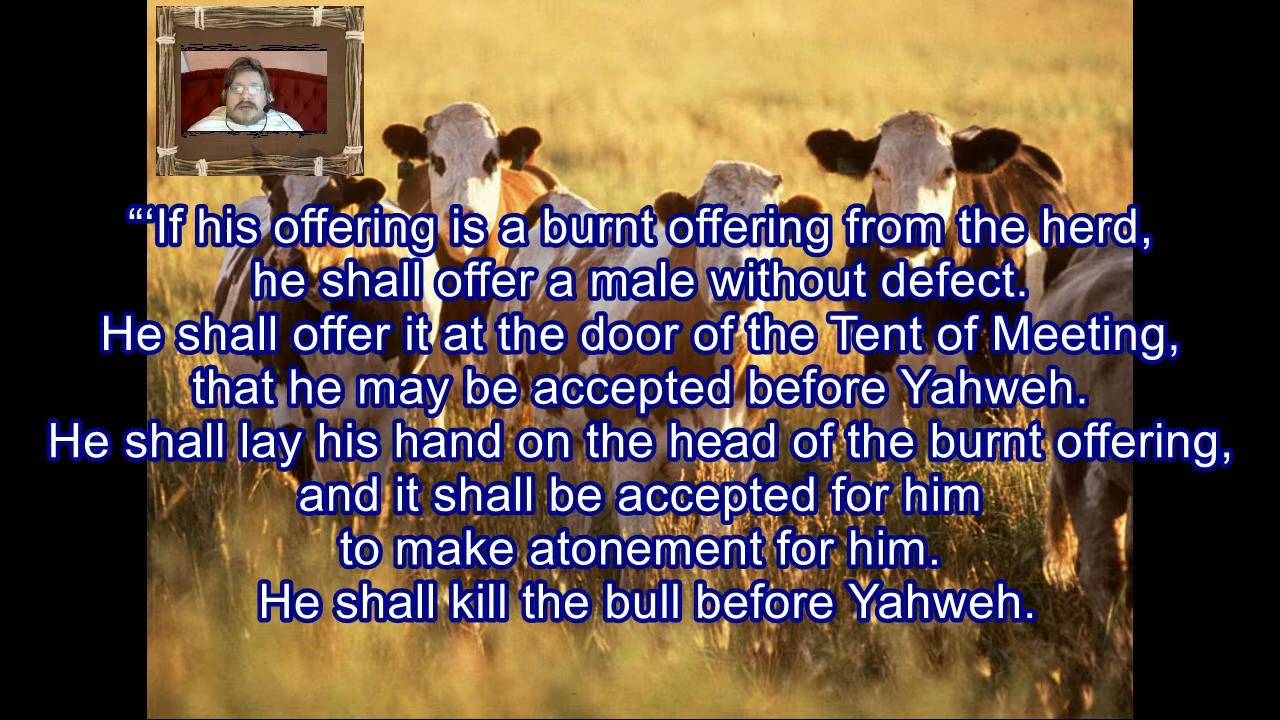 “‘If his offering is a burnt offering from the herd,
he shall offer a male without defect.
He shall offer it at the door of the Tent of Meeting,
that he may be accepted before Yahweh.
He shall lay his hand on the head of the burnt offering,
and it shall be accepted for him
to make atonement for him.
He shall kill the bull before Yahweh.